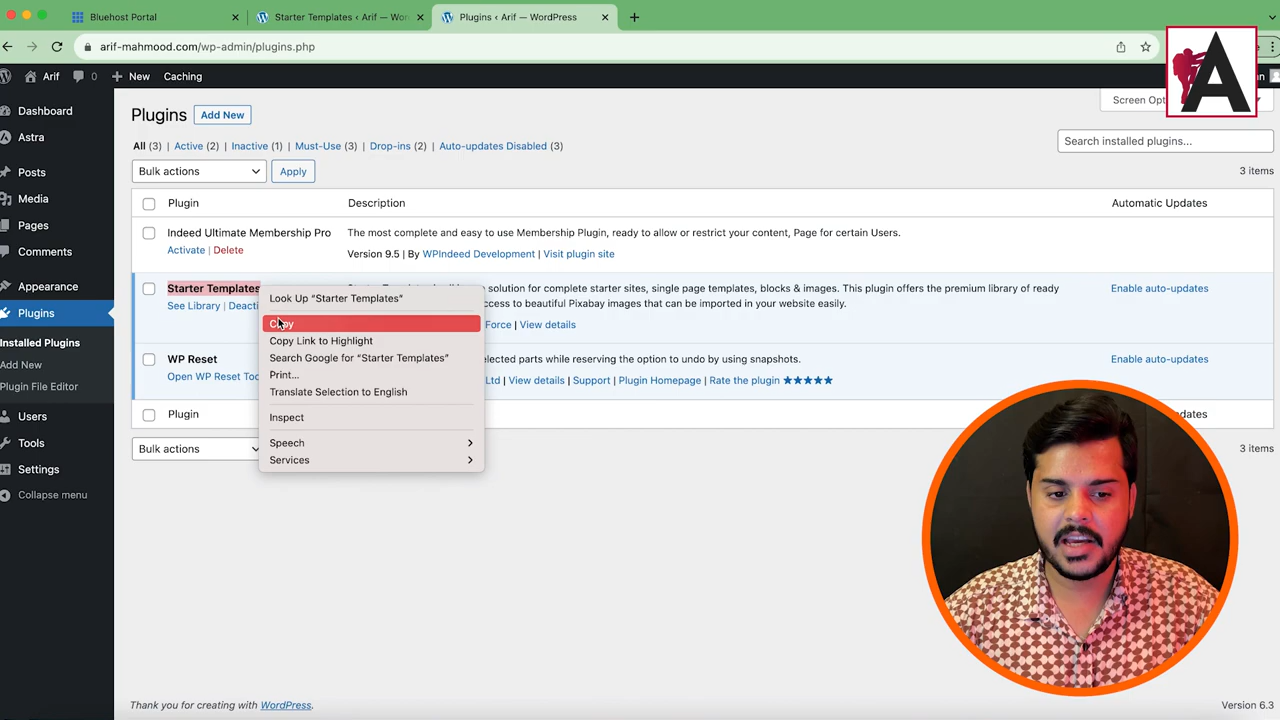 Bluehost Portal
Starter Templates ‹ Arif — Wor
Plugins ‹ Arif — WordPress
arif-mahmood.com/wp-admin/plugins.php
A
Arif 0 New Caching
Dashboard
Astra
Posts
Media
Pages
Comments
Appearance
Plugins
Installed Plugins
Add New
Plugin File Editor
Users
Tools
Settings
Collapse menu
Plugins Add New
Screen Opt
All (3) | Active (2) | Inactive (1) | Must-Use (3) | Drop-ins (2) | Auto-updates Disabled (3)
Search installed plugins...
Bulk actions Apply
3 items
Plugin Description Automatic Updates
Indeed Ultimate Membership Pro
Activate | Delete
The most complete and easy to use Membership Plugin, ready to allow or restrict your content, Page for certain Users.
Version 9.5 | By WPIndeed Development | Visit plugin site
Starter Templates
See Library | Deacti
solution for complete starter sites, single page templates, blocks & images. This plugin offers the premium library of ready
ccess to beautiful Pixabay images that can be imported in your website easily.
Force | View details
Enable auto-updates
Look Up “Starter Templates”
Copy
Copy Link to Highlight
Search Google for “Starter Templates”
Print...
Translate Selection to English
Inspect
Speech
Services
WP Reset
Open WP Reset Too
elected parts while reserving the option to undo by using snapshots.
Ltd | View details | Support | Plugin Homepage | Rate the plugin ★★★★★
Enable auto-updates
Plugin
dates
Bulk actions
3 items
Thank you for creating with WordPress.
Version 6.3